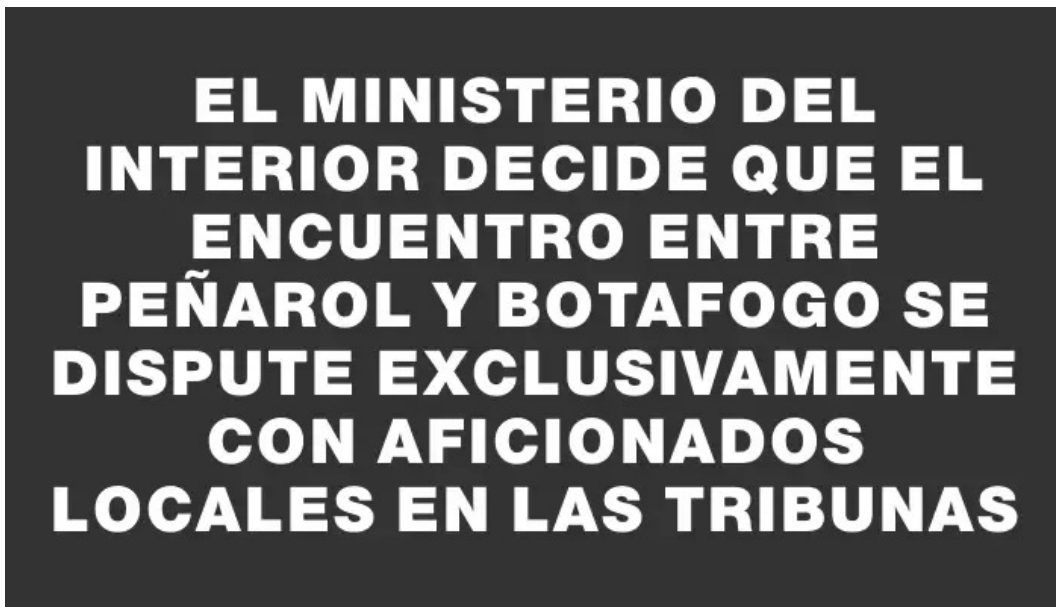 EL MINISTERIO DEL
INTERIOR DECIDE QUE EL
ENCUENTRO ENTRE
PEÑAROL Y BOTAFOGO SE
DISPUTE EXCLUSIVAMENTE
CON AFICIONADOS
LOCALES EN LAS TRIBUNAS